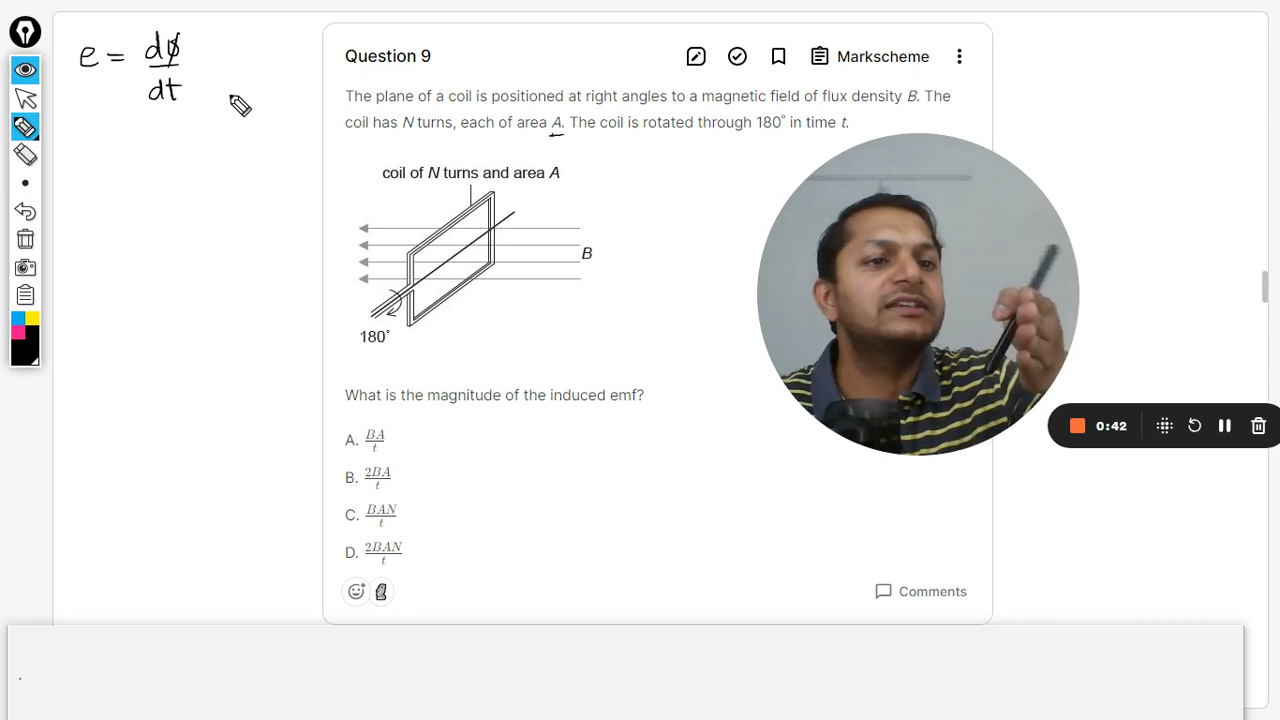 e = dφ
dt
Question 9
Markscheme
The plane of a coil is positioned at right angles to a magnetic field of flux density B. The
coil has N turns, each of area A. The coil is rotated through 180° in time t.
coil of N turns and area A
B
180°
What is the magnitude of the induced emf?
A. BA/t
B. 2BA/t
C. BAN/t
D. 2BAN/t
Comments
0:42